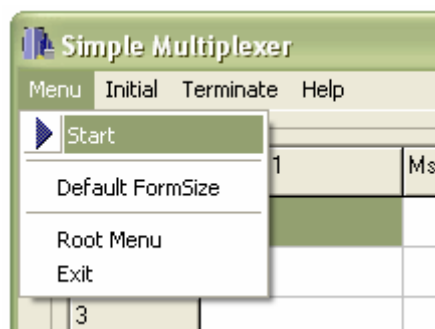 Simple Multiplexer
Menu Initial Terminate Help
Start
1 Ms
Default FormSize
Root Menu
Exit
3